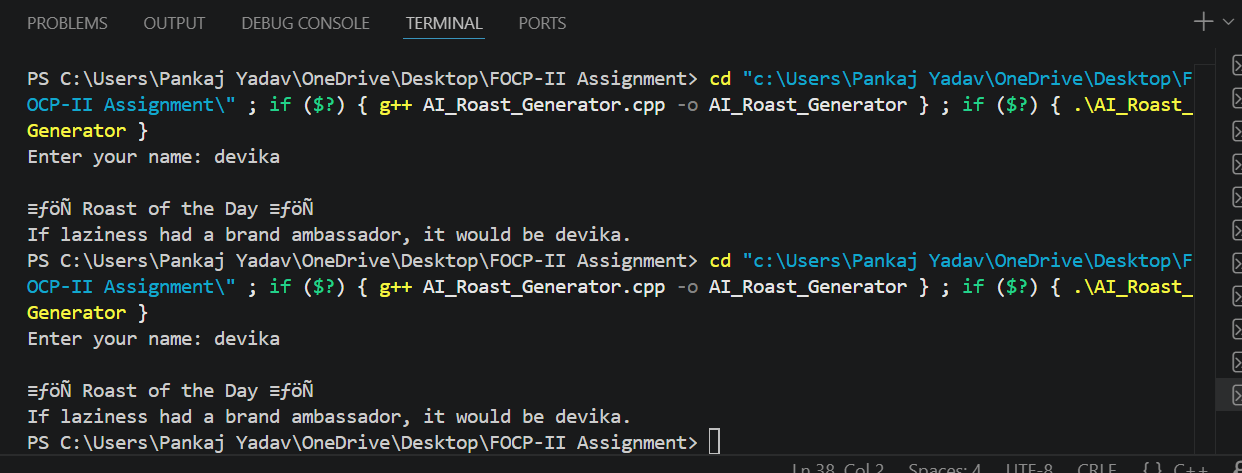 PROBLEMS OUTPUT DEBUG CONSOLE TERMINAL PORTS
PS C:\Users\Pankaj Yadav\OneDrive\Desktop\FOCP-II Assignment> cd "c:\Users\Pankaj Yadav\OneDrive\Desktop\F
OCP-II Assignment\" ; if ($?) { g++ AI_Roast_Generator.cpp -o AI_Roast_Generator } ; if ($?) { .\AI_Roast_
Generator }
Enter your name: devika
≡ƒöÑ Roast of the Day ≡ƒöÑ
If laziness had a brand ambassador, it would be devika.
PS C:\Users\Pankaj Yadav\OneDrive\Desktop\FOCP-II Assignment> cd "c:\Users\Pankaj Yadav\OneDrive\Desktop\F
OCP-II Assignment\" ; if ($?) { g++ AI_Roast_Generator.cpp -o AI_Roast_Generator } ; if ($?) { .\AI_Roast_
Generator }
Enter your name: devika
≡ƒöÑ Roast of the Day ≡ƒöÑ
If laziness had a brand ambassador, it would be devika.
PS C:\Users\Pankaj Yadav\OneDrive\Desktop\FOCP-II Assignment>
Ln 38, Col 2 Spaces: 4 UTF-8 CRLF { } C++